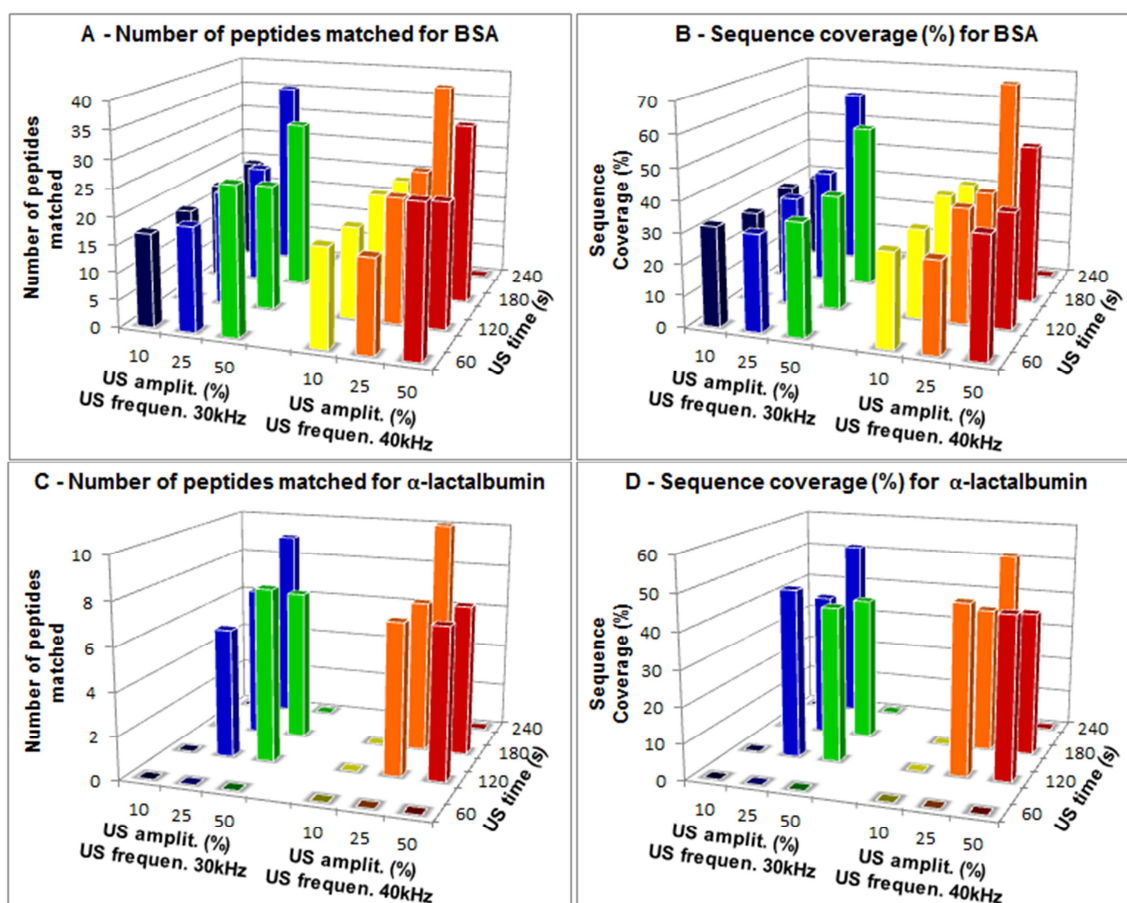 A - Number of peptides matched for BSA
Number of peptides
matched
40
35
30
25
20
15
10
5
0
10
25
50
10
25
50
US amplit. (%)
US frequen. 30kHz
US amplit. (%)
US frequen. 40kHz
60
120
180
240
US time (s)
B - Sequence coverage (%) for BSA
Sequence
Coverage (%)
70
60
50
40
30
20
10
0
10
25
50
10
25
50
US amplit. (%)
US frequen. 30kHz
US amplit. (%)
US frequen. 40kHz
60
120
180
240
US time (s)
C - Number of peptides matched for α-lactalbumin
Number of peptides
matched
10
8
6
4
2
0
10
25
50
10
25
50
US amplit. (%)
US frequen. 30kHz
US amplit. (%)
US frequen. 40kHz
60
120
180
240
US time (s)
D - Sequence coverage (%) for α-lactalbumin
Sequence
Coverage (%)
60
50
40
30
20
10
0
10
25
50
10
25
50
US amplit. (%)
US frequen. 30kHz
US amplit. (%)
US frequen. 40kHz
60
120
180
240
US time (s)